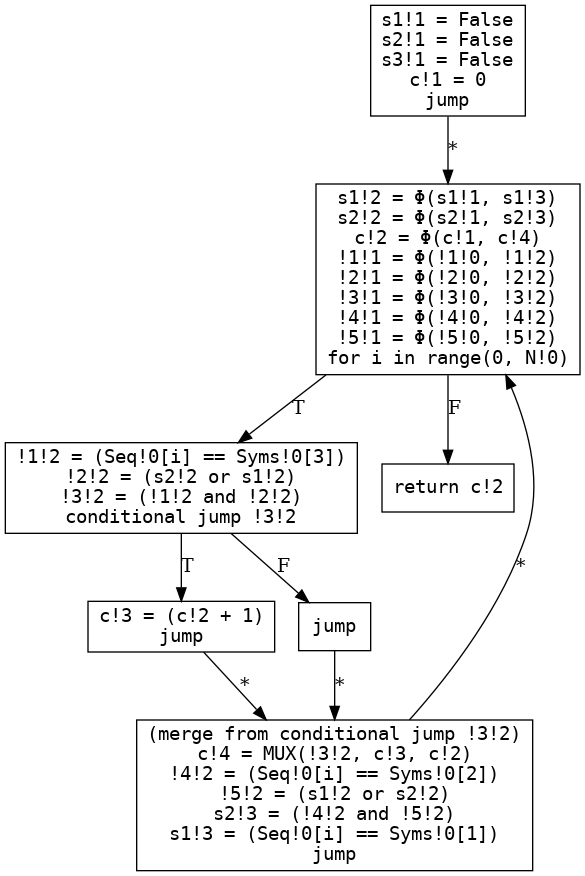 s1!1 = False
s2!1 = False
s3!1 = False
c!1 = 0
jump
*
s1!2 = Φ(s1!1, s1!3)
s2!2 = Φ(s2!1, s2!3)
c!2 = Φ(c!1, c!4)
!1!1 = Φ(!1!0, !1!2)
!2!1 = Φ(!2!0, !2!2)
!3!1 = Φ(!3!0, !3!2)
!4!1 = Φ(!4!0, !4!2)
!5!1 = Φ(!5!0, !5!2)
for i in range(0, N!0)
T
F
!1!2 = (Seq!0[i] == Syms!0[3])
!2!2 = (s2!2 or s1!2)
!3!2 = (!1!2 and !2!2)
conditional jump !3!2
return c!2
T
F
*
c!3 = (c!2 + 1)
jump
jump
*
*
(merge from conditional jump !3!2)
c!4 = MUX(!3!2, c!3, c!2)
!4!2 = (Seq!0[i] == Syms!0[2])
!5!2 = (s1!2 or s2!2)
s2!3 = (!4!2 and !5!2)
s1!3 = (Seq!0[i] == Syms!0[1])
jump